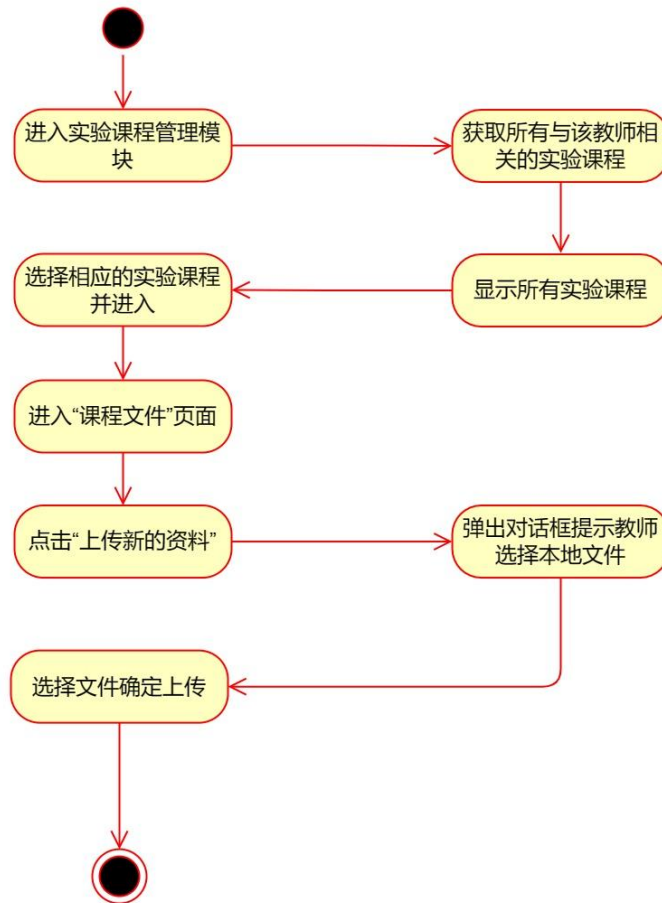 进入实验课程管理模
块
获取所有与该教师相
关的实验课程
显示所有实验课程
选择相应的实验课程
并进入
进入“课程文件”页面
点击“上传新的资料”
弹出对话框提示教师
选择本地文件
选择文件确定上传